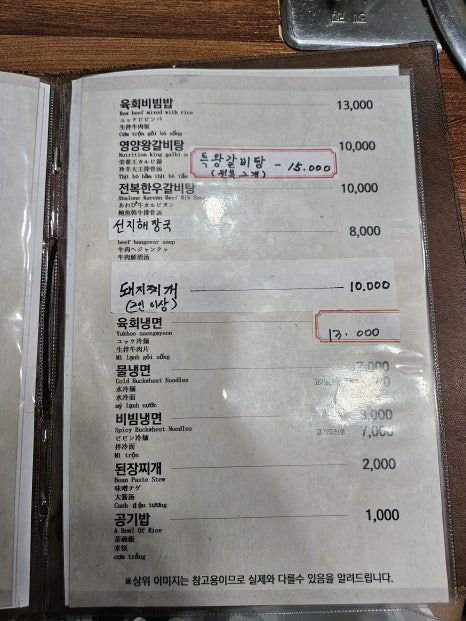 육회비빔밥 13,000
Raw beef mixed with rice
ユッケビビンバ
生拌牛肉饭
Cơm trộn gỏi bò sống
영양왕갈비탕 10,000
Nutrition king galbi
栄養王カルビ湯
特왕갈비탕 - 15.000
(전복 2개)
Thịt bò hầm thịt bò tần
전복한우갈비탕 10,000
Abalone Korean Beef Rib
あわび牛カルビタン
鲍鱼韩牛排骨汤
선지해장국 8,000
beef hangover soup
牛肉ヘジャンクッ
牛肉解酒汤
돼지찌개 10.000
(2인 이상)
육회냉면 13.000
Yukhoe naengmyeon
ユッケ冷麺
生拌牛肉片
Mì lạnh gỏi sống
물냉면
Cold Buckwheat Noodles
水冷麺
水冷面
mỳ lạnh nước
비빔냉면
Spicy Buckwheat Noodles 7,000
ビビン冷麺
拌冷面
Mì trộn
된장찌개 2,000
Bean Paste Stew
味噌チゲ
大酱汤
Canh đậu tương
공기밥 1,000
A Bowl Of Rice
茶碗飯
米饭
cơm trắng
※상위 이미지는 참고용이므로 실제와 다를수 있음을 알려드립니다.